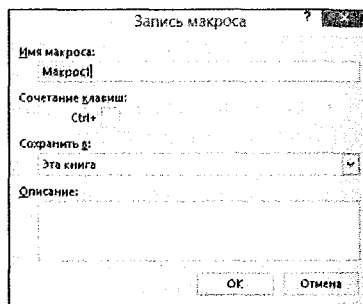 Запись макроса ?
Имя макроса:
Макрос1
Сочетание клавиш:
Ctrl+
Сохранить в:
Эта книга
Описание:
ОК Отмена